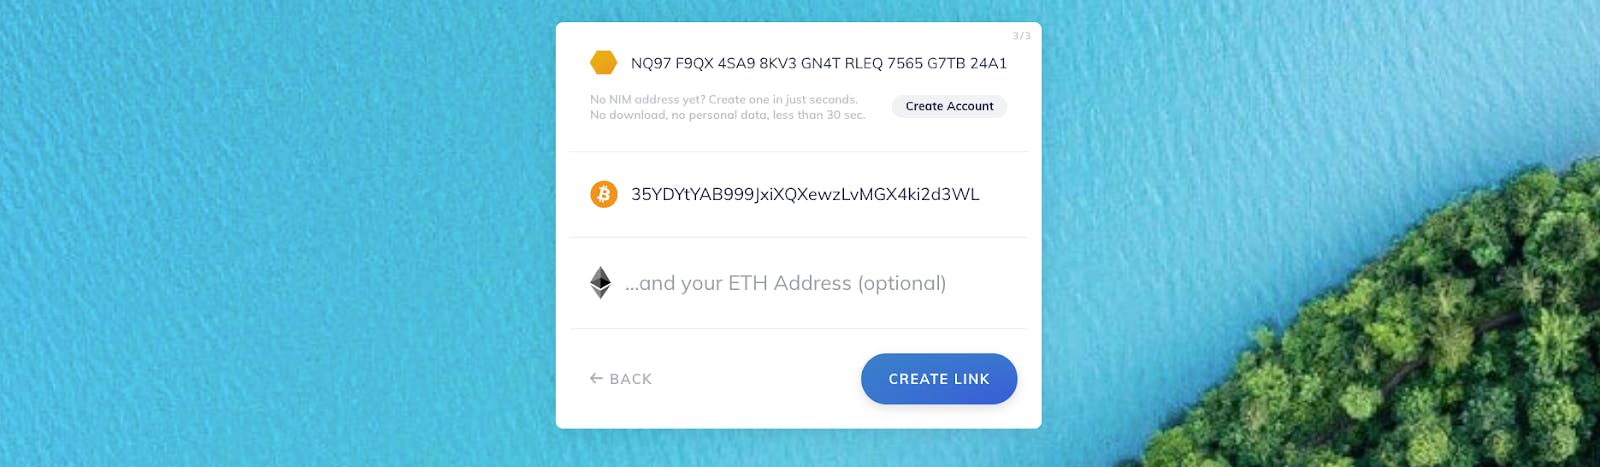 3/3
NQ97 F9QX 4SA9 8KV3 GN4T RLEQ 7565 G7TB 24A1
No NIM address yet? Create one in just seconds.
No download, no personal data, less than 30 sec.
Create Account
35YDYtYAB999JxiXQXewzLvMGX4ki2d3WL
...and your ETH Address (optional)
← BACK
CREATE LINK